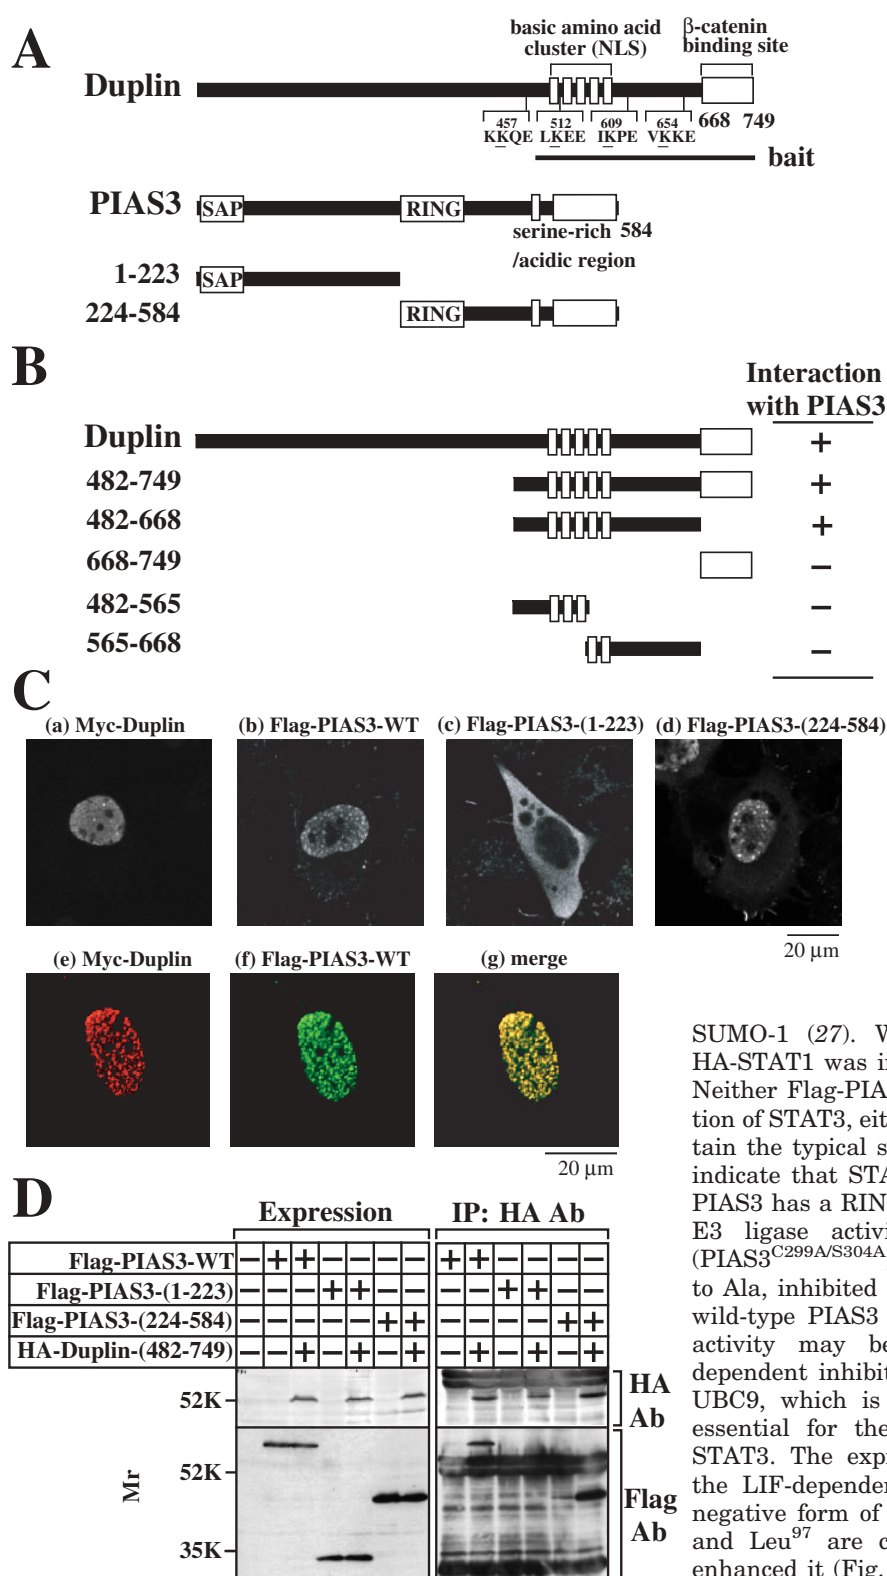 A
basic amino acid cluster (NLS)
β-catenin binding site
Duplin
457 512 609 654 668 749
KKQE LKEE IKPE VKKE
bait
PIAS3 SAP RING
serine-rich 584
/acidic region
1-223 SAP
224-584 RING
B
Interaction
with PIAS3
Duplin +
482-749 +
482-668 +
668-749 −
482-565 −
565-668 −
C
(a) Myc-Duplin (b) Flag-PIAS3-WT (c) Flag-PIAS3-(1-223) (d) Flag-PIAS3-(224-584)
20 µm
(e) Myc-Duplin (f) Flag-PIAS3-WT (g) merge
20 µm
D
Expression IP: HA Ab
Flag-PIAS3-WT − + + − − − − + + − − − −
Flag-PIAS3-(1-223) − − − + + − − − − + + − −
Flag-PIAS3-(224-584) − − − − − + + − − − − + +
HA-Duplin-(482-749) − − + − + − + − + − + − +
52K
HA
Ab
Mr
52K
35K
Flag
Ab
SUMO-1 (27). W
HA-STAT1 was in
Neither Flag-PIA
tion of STAT3, eit
tain the typical s
indicate that STA
PIAS3 has a RIN
E3 ligase activi
(PIAS3C299A/S304A
to Ala, inhibited
wild-type PIAS3
activity may be
dependent inhibit
UBC9, which is
essential for the
STAT3. The expr
the LIF-dependen
negative form of
and Leu97 are c
enhanced it (Fig.